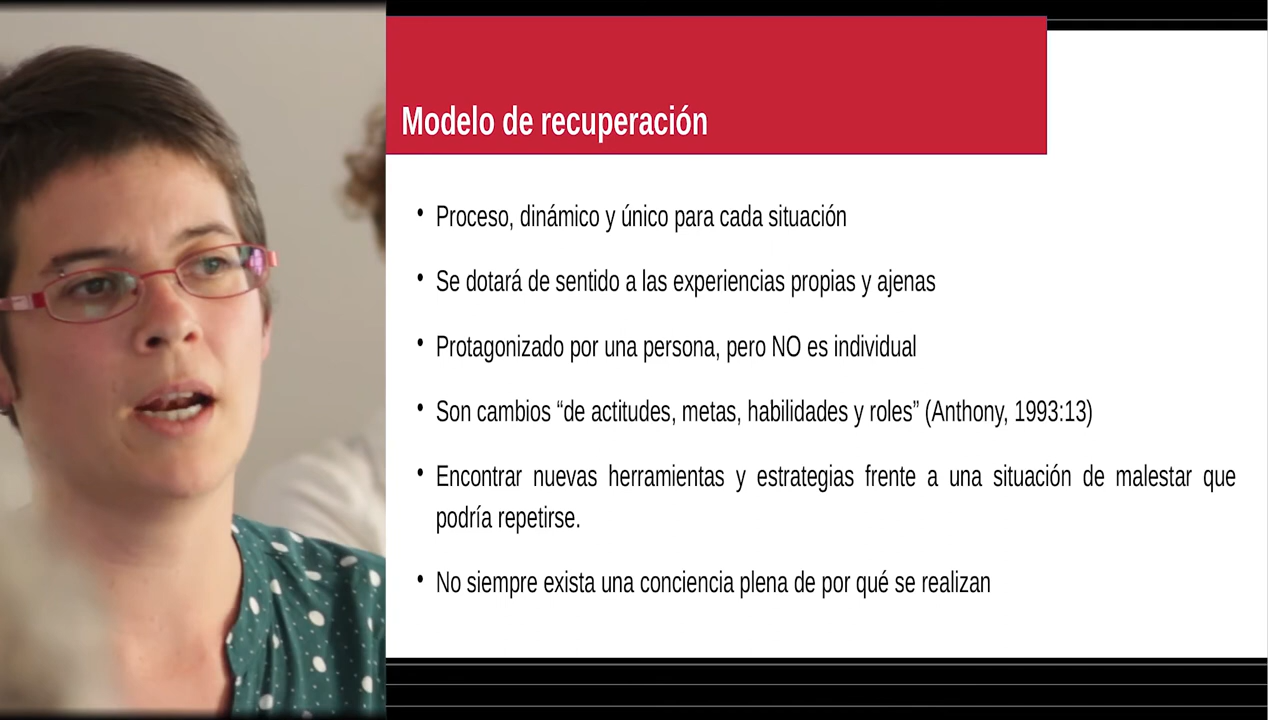 Modelo de recuperación
• Proceso, dinámico y único para cada situación
• Se dotará de sentido a las experiencias propias y ajenas
• Protagonizado por una persona, pero NO es individual
• Son cambios “de actitudes, metas, habilidades y roles” (Anthony, 1993:13)
• Encontrar nuevas herramientas y estrategias frente a una situación de malestar que
podría repetirse.
• No siempre exista una conciencia plena de por qué se realizan